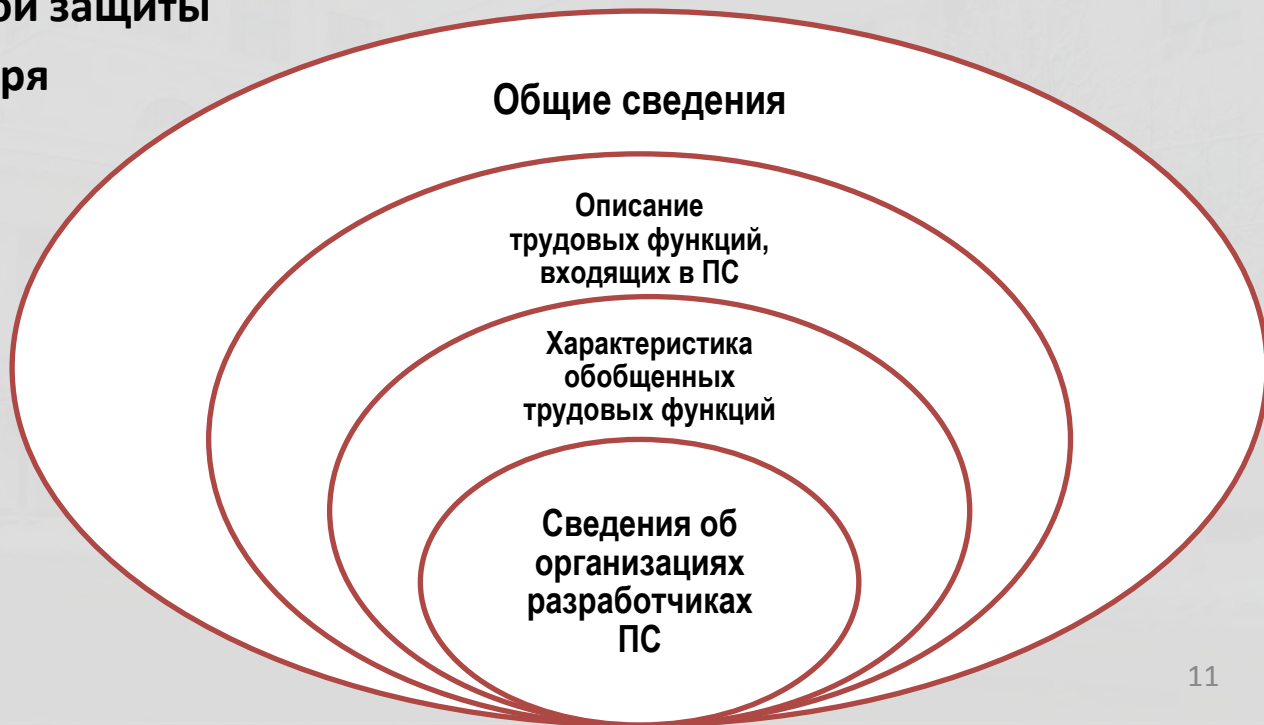 ой защиты
ря
Общие сведения
Описание
трудовых функций,
входящих в ПС
Характеристика
обобщенных
трудовых функций
Сведения об
организациях
разработчиках
ПС
11